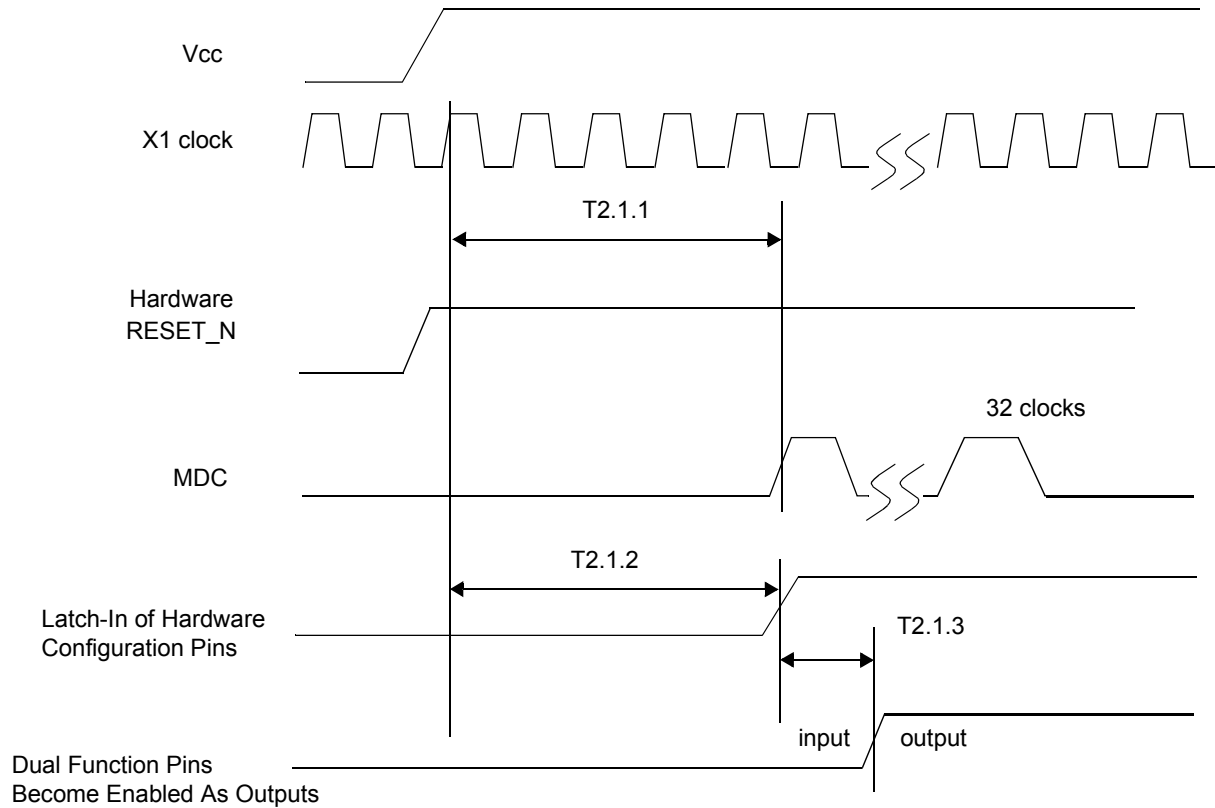 Vcc
X1 clock
T2.1.1
Hardware
RESET_N
32 clocks
MDC
T2.1.2
Latch-In of Hardware
Configuration Pins
T2.1.3
input
output
Dual Function Pins
Become Enabled As Outputs